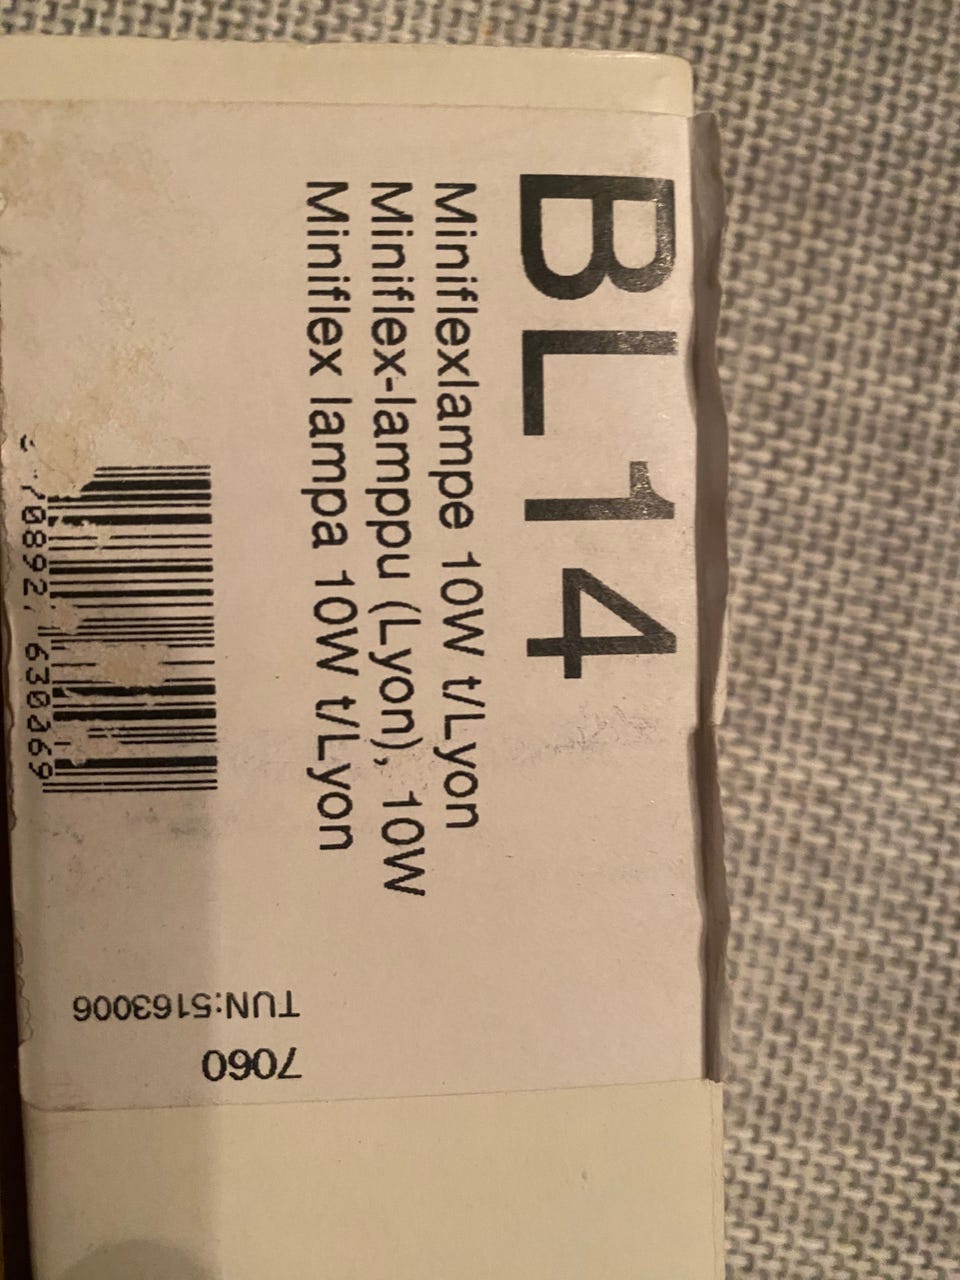 BL14
Miniflexlampe 10W t/Lyon
Miniflex-lamppu (Lyon), 10W
Miniflex lampa 10W t/Lyon
TUN:5163006
7060